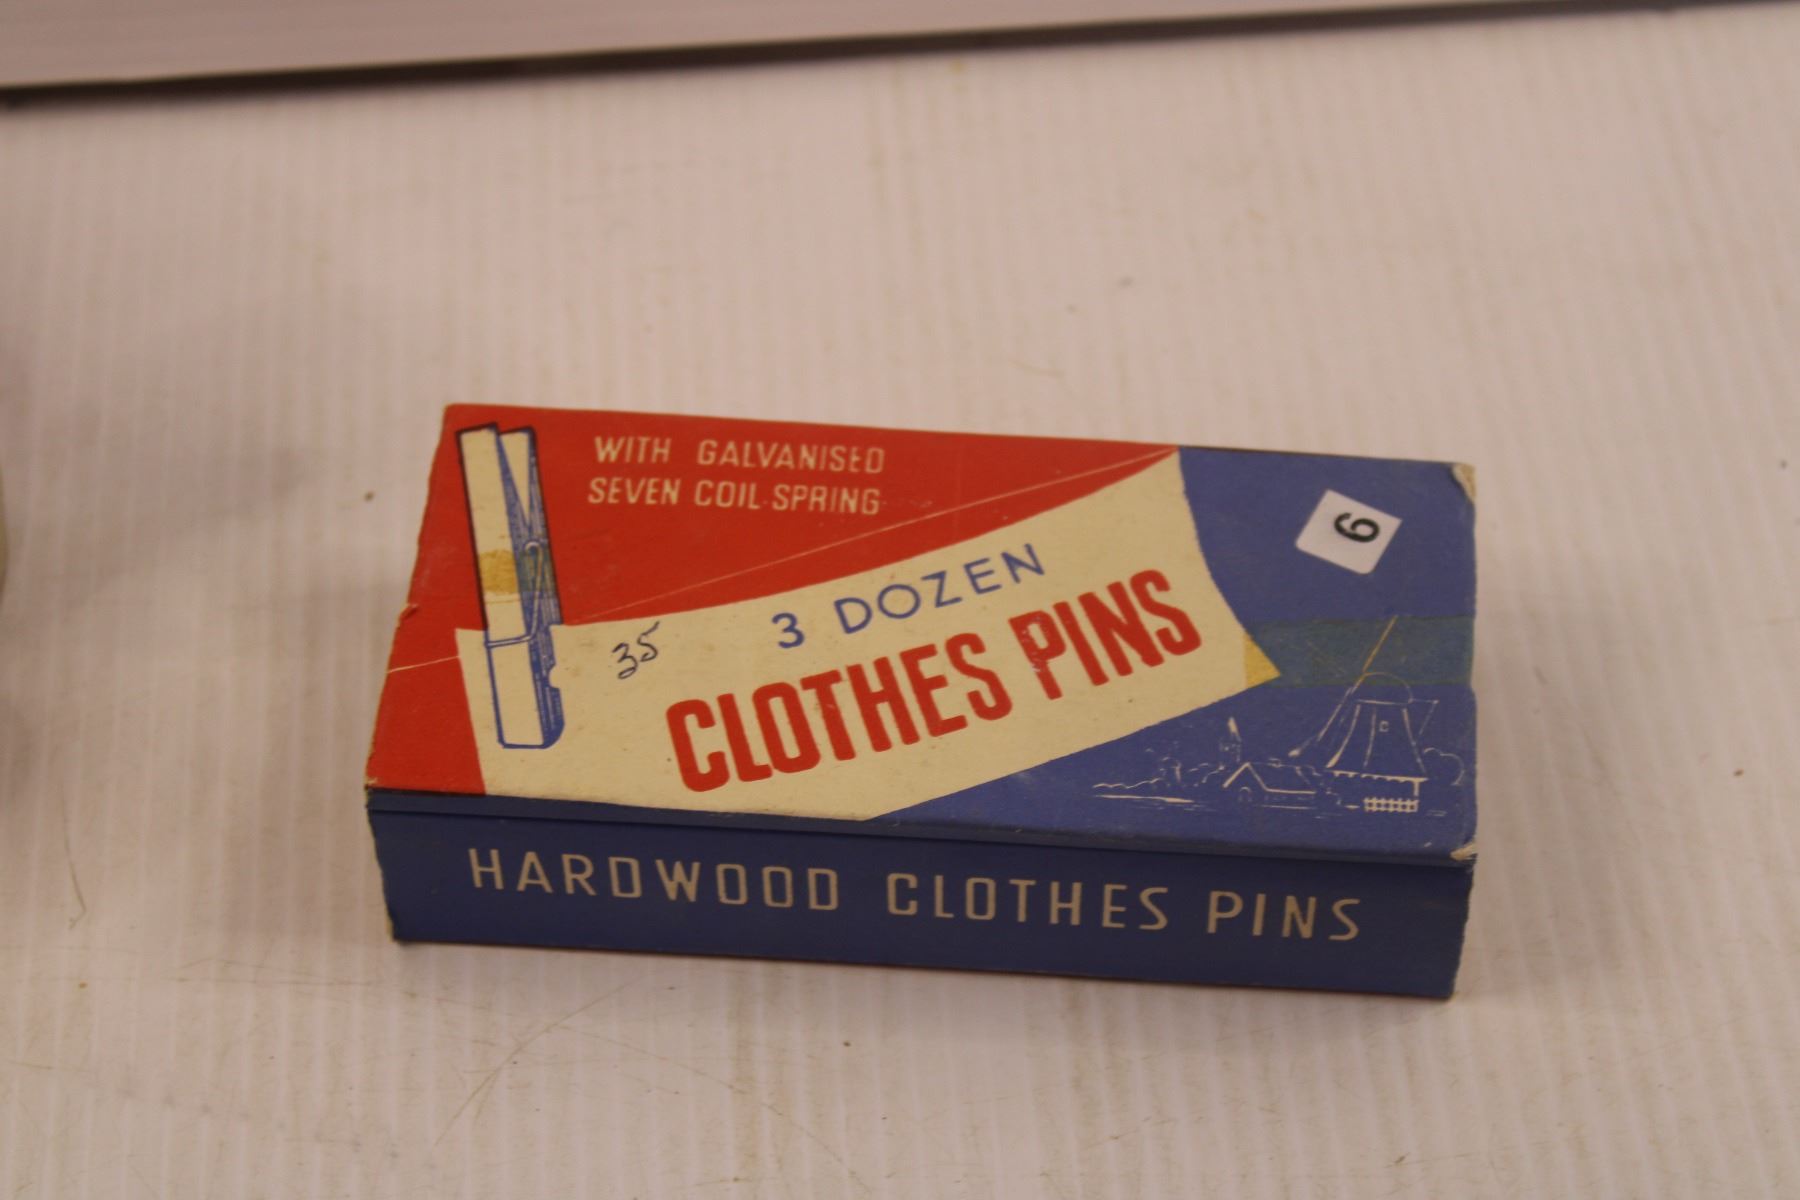 WITH GALVANISED
SEVEN COIL SPRING
6
3 DOZEN
35
CLOTHES PINS
HARDWOOD CLOTHES PINS